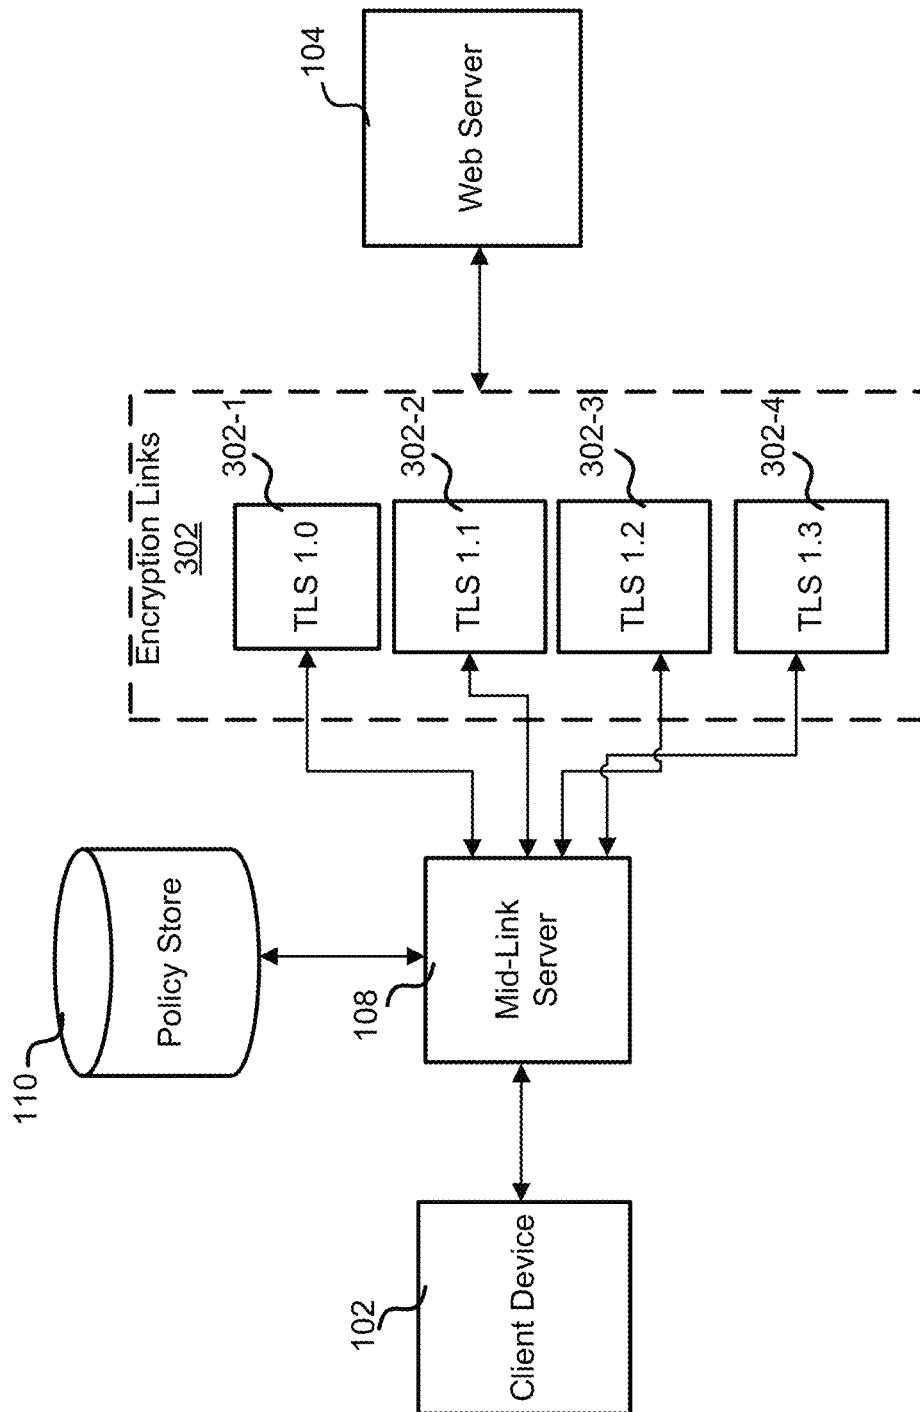 110
Policy Store
102
Client Device
108
Mid-Link
Server
Encryption Links
302
302-1
TLS 1.0
302-2
TLS 1.1
302-3
TLS 1.2
302-4
TLS 1.3
104
Web Server